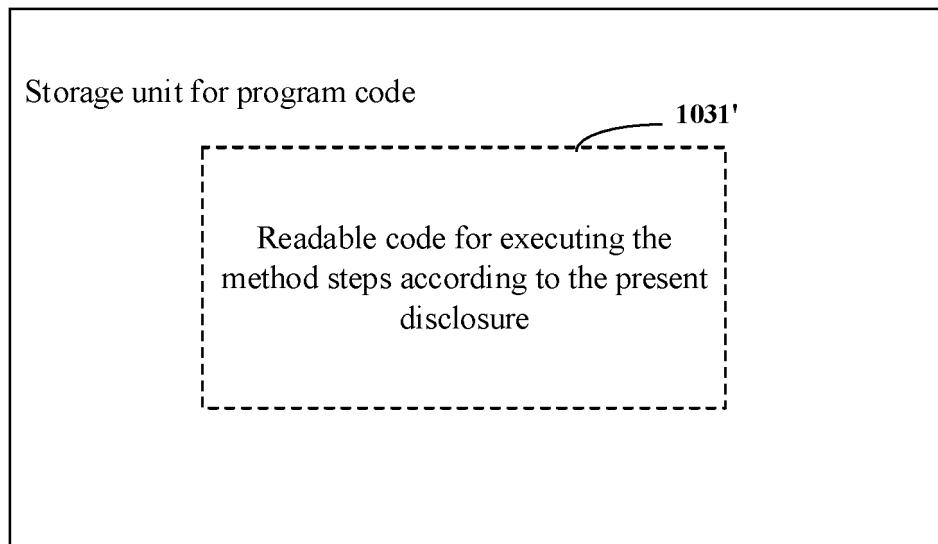 Storage unit for program code
1031'
Readable code for executing the
method steps according to the present
disclosure